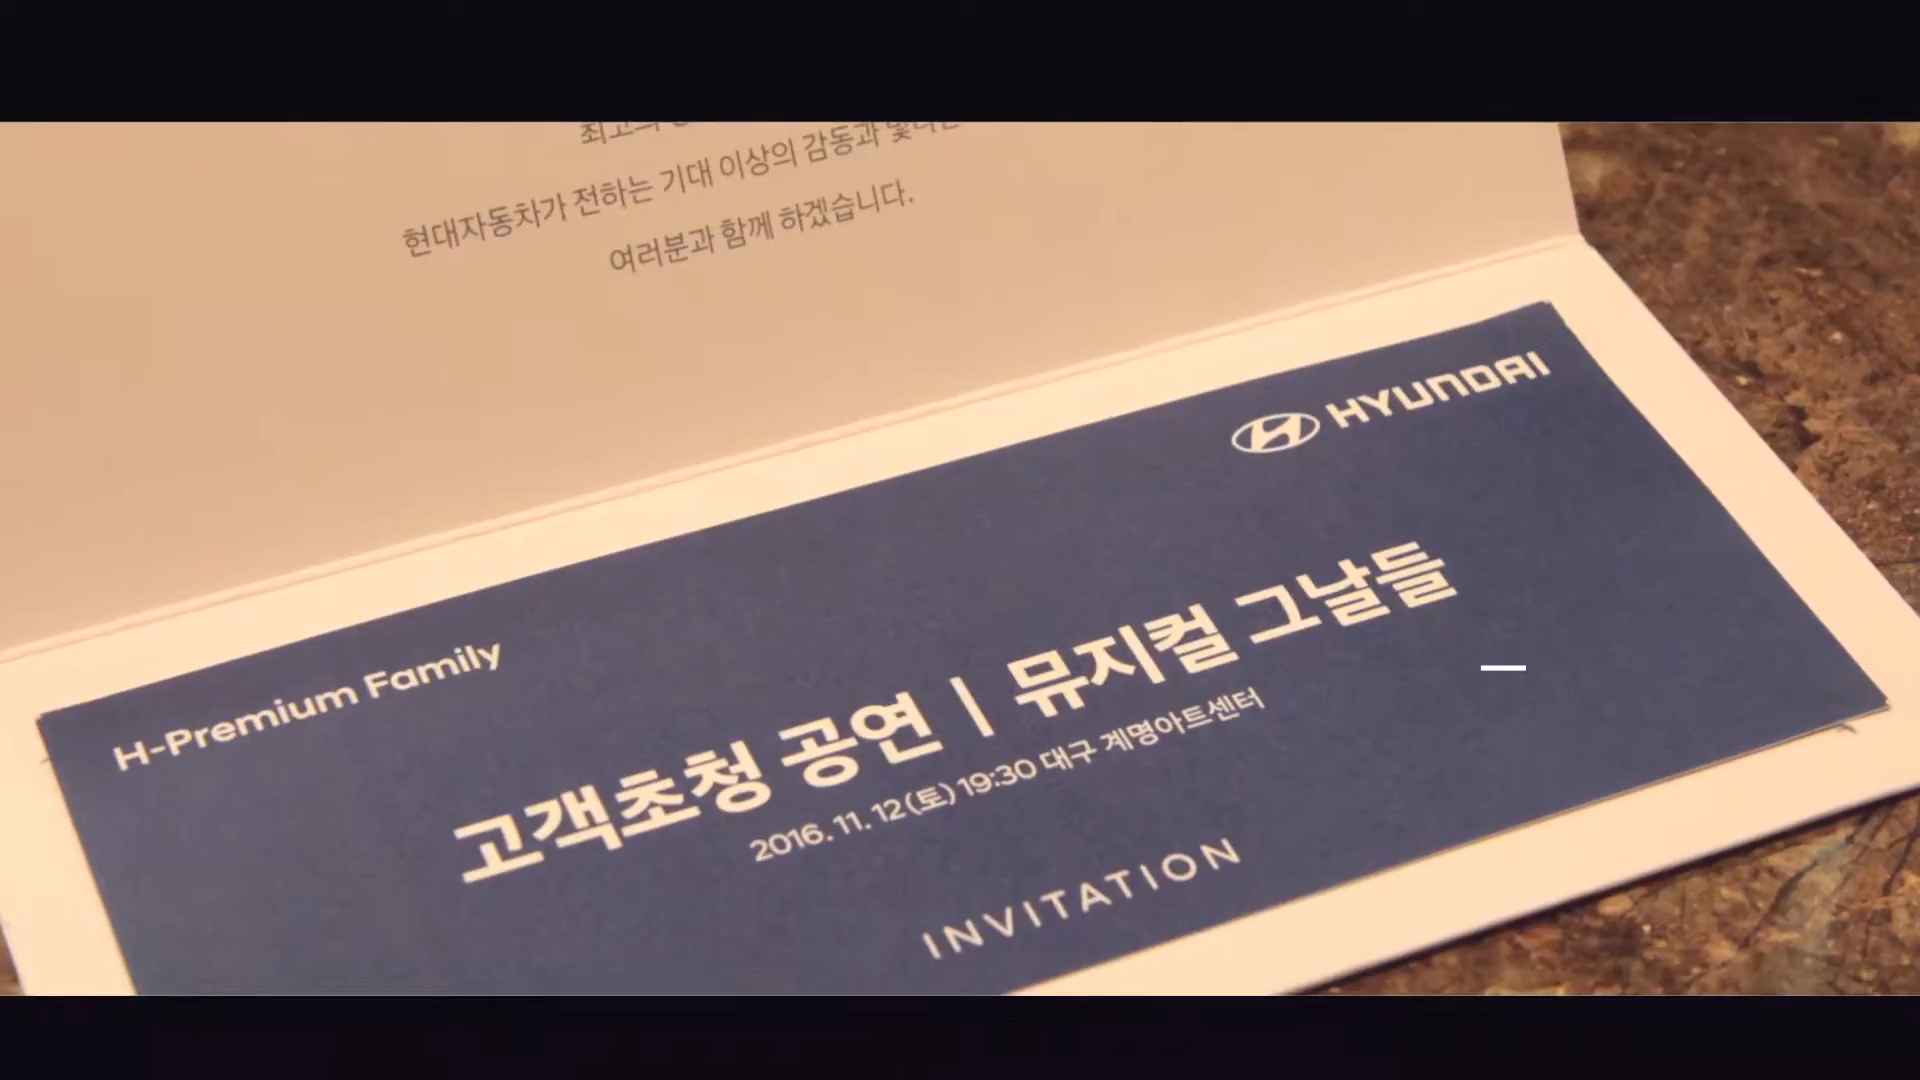 현대자동차가 전하는 기대 이상의 감동과
여러분과 함께 하겠습니다.
HYUNDAI
H-Premium Family
고객초청 공연 | 뮤지컬 그날들
2016. 11. 12(토) 19:30 대구 계명아트센터
INVITATION